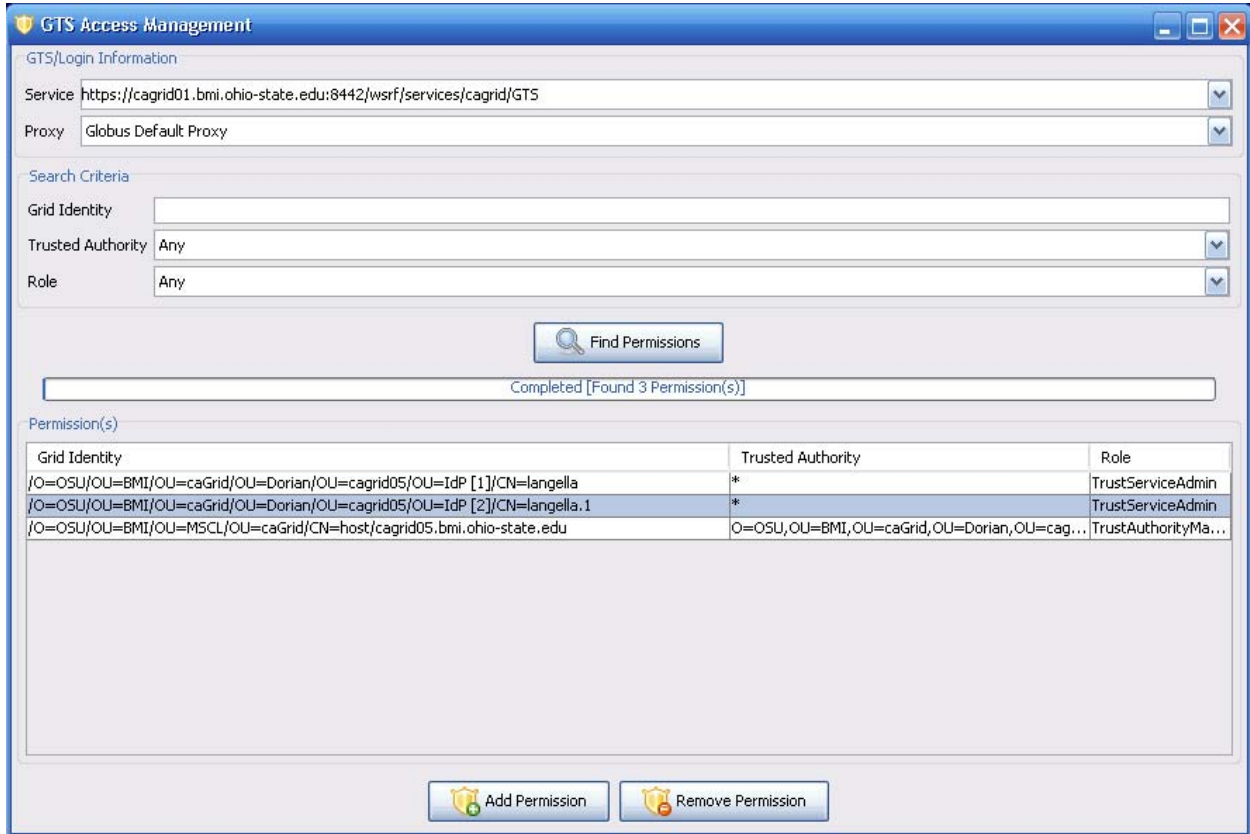 GTS Access Management
GTS/Login Information
Service https://cagrid01.bmi.ohio-state.edu:8442/wsrf/services/cagrid/GTS
Proxy Globus Default Proxy
Search Criteria
Grid Identity
Trusted Authority Any
Role Any
Find Permissions
Completed [Found 3 Permission(s)]
Permission(s)
Grid Identity Trusted Authority Role
/O=OSU/OU=BMI/OU=caGrid/OU=Dorian/OU=cagrid05/OU=IdP [1]/CN=langella * TrustServiceAdmin
/O=OSU/OU=BMI/OU=caGrid/OU=Dorian/OU=cagrid05/OU=IdP [2]/CN=langella.1 * TrustServiceAdmin
/O=OSU/OU=BMI/OU=MSCL/OU=caGrid/CN=host/cagrid05.bmi.ohio-state.edu O=OSU,OU=BMI,OU=caGrid,OU=Dorian,OU=cag... TrustAuthorityMa...
Add Permission Remove Permission